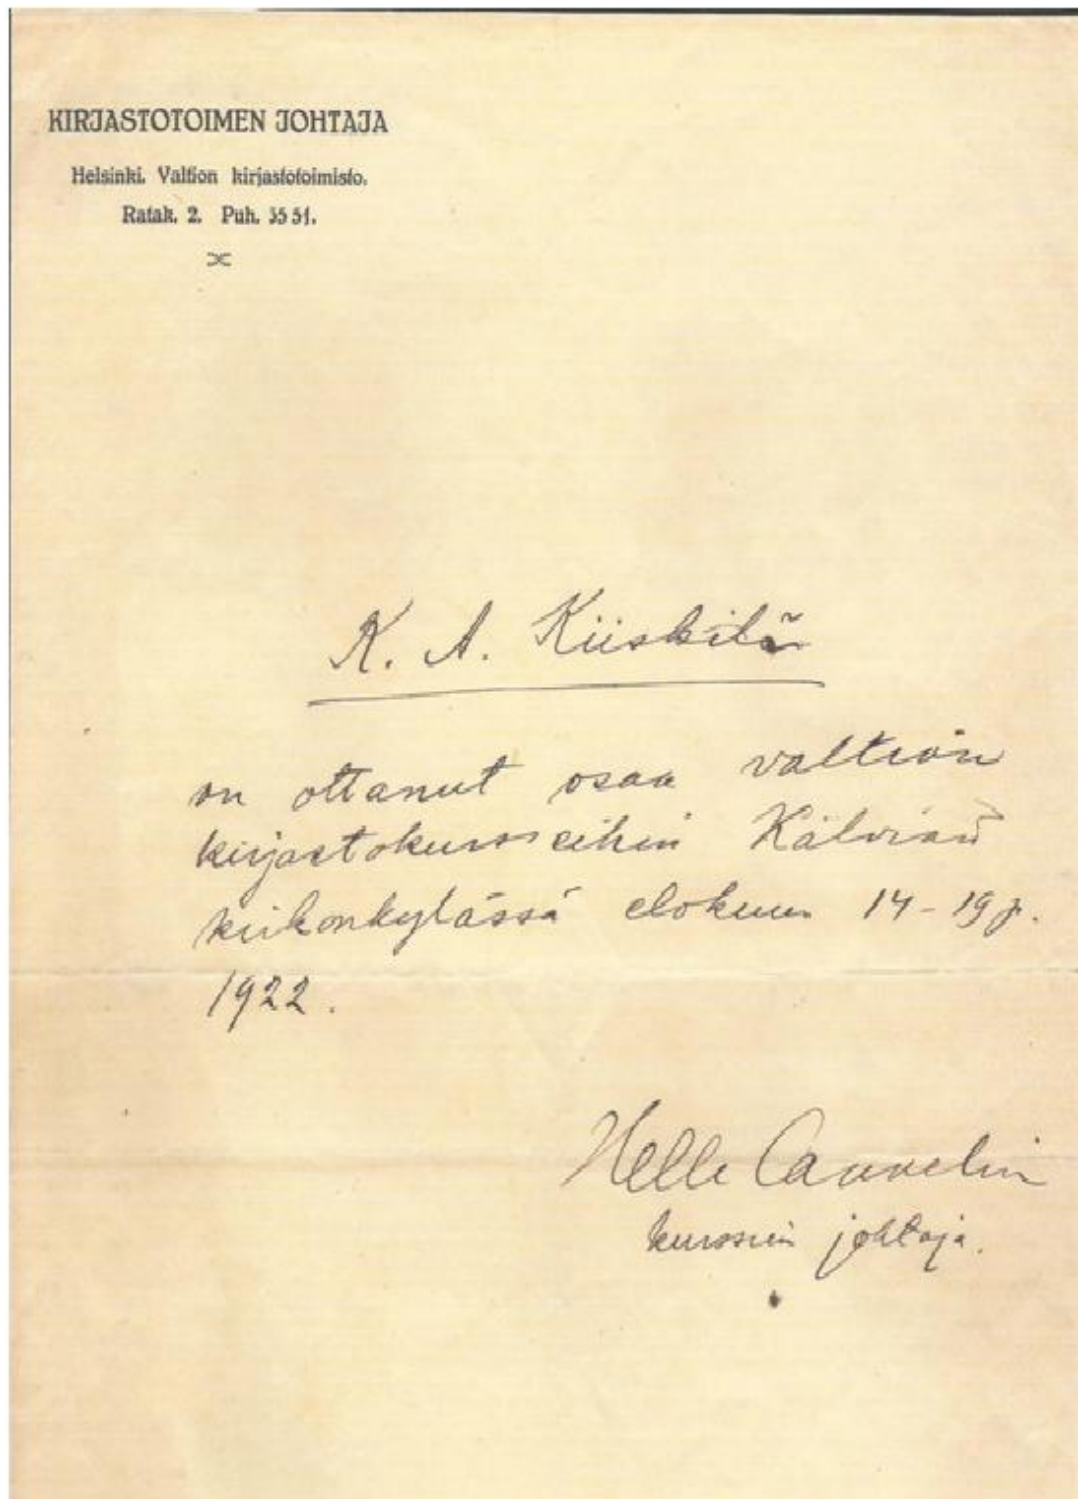 KIRJASTOTOIMEN JOHTAJA
Helsinki. Valtion kirjastotoimisto.
Ratak. 2. Puh. 35 51.
K. A. Kiiskilä
on ottanut osaa valtion
kirjastokursseihin Kälviän
kirkonkylässä elokuun 14-19 p.
1922.
Helle Cannelin
kurssien johtaja.